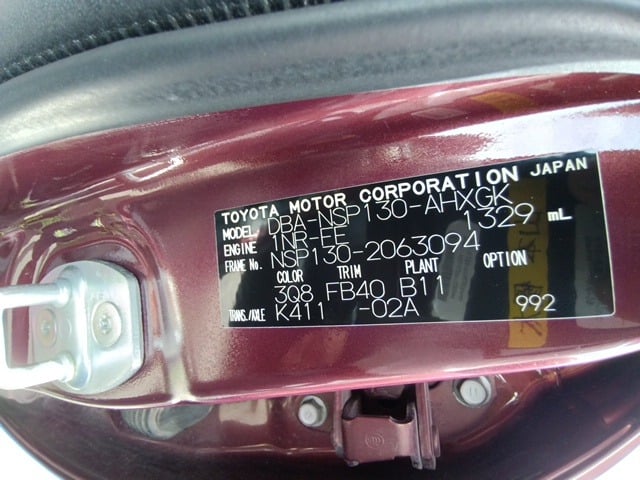 TOYOTA MOTOR CORPORATION JAPAN
MODEL DBA-NSP130-AHXGK
ENGINE 1NR-EE 1329 mL
FRAME No. NSP130-2063094
COLOR TRIM PLANT OPTION
3Q8 FB40 B11
TRANS./AXLE K411 -02A 992